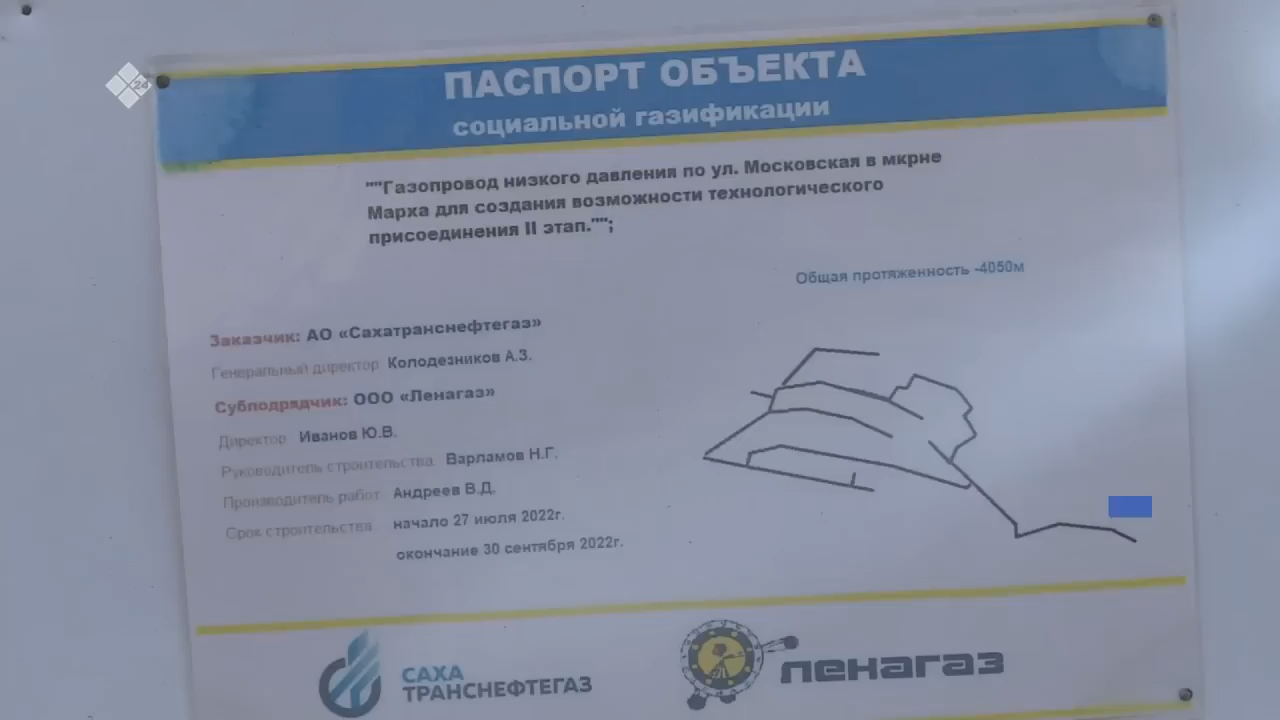 24
ПАСПОРТ ОБЪЕКТА
социальной газификации
""Газопровод низкого давления по ул. Московская в мкрне
Марха для создания возможности технологического
присоединения II этап."";
Общая протяженность -4050м
Заказчик: АО «Сахатранснефтегаз»
Генеральный директор Колодезников А.З.
Субподрядчик: ООО «Ленагаз»
Директор Иванов Ю.В.
Руководитель строительства Варламов Н.Г.
Производитель работ Андреев В.Д.
Срок строительства начало 27 июля 2022г.
окончание 30 сентября 2022г.
САХА
ТРАНСНЕФТЕГАЗ
ЛЕНАГАЗ